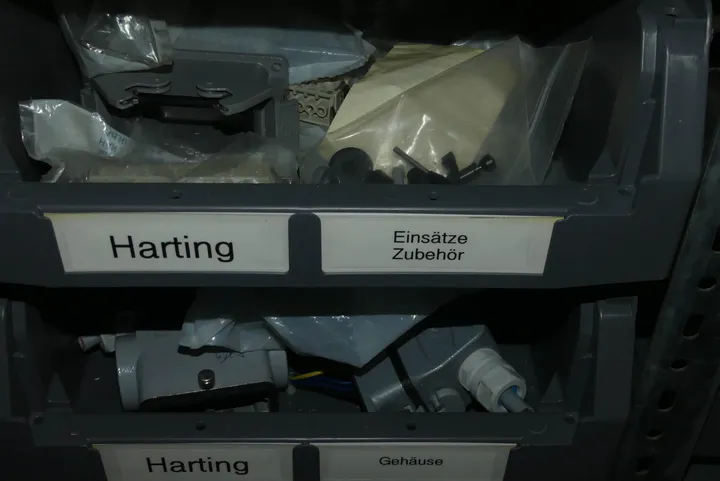 Harting
Einsätze
Zubehör
Harting
Gehäuse